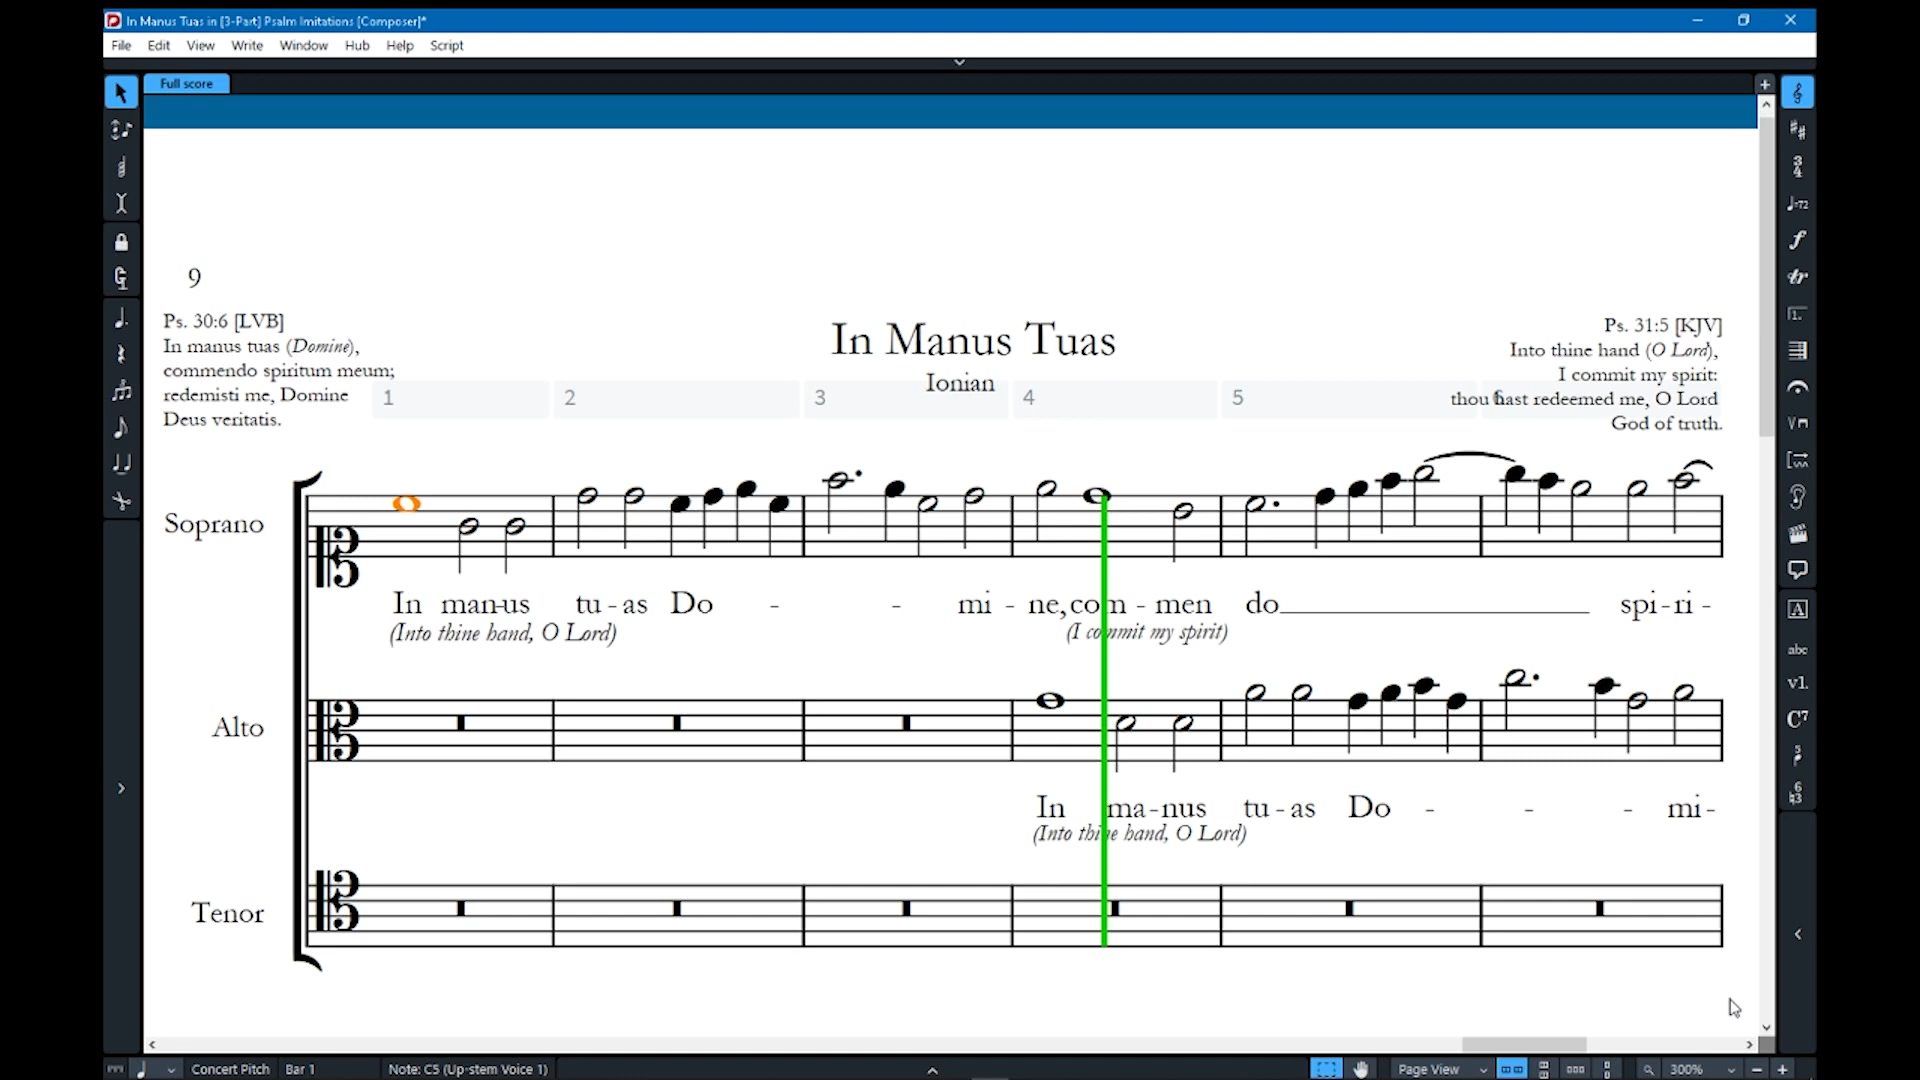 In Manus Tuas in [3-Part] Psalm Imitations [Composer]*
File Edit View Write Window Hub Help Script
Full score
9
Ps. 30:6 [LVB]
In manus tuas (Domine),
commendo spiritum meum;
redemisti me, Domine
Deus veritatis.
In Manus Tuas
Ionian
Ps. 31:5 [KJV]
Into thine hand (O Lord),
I commit my spirit:
thou hast redeemed me, O Lord
God of truth.
1 2 3 4 5 6
Soprano
In man-us tu - as Do - - mi - ne, com - men do spi - ri -
(Into thine hand, O Lord) (I commit my spirit)
Alto
In ma - nus tu - as Do - - - mi -
(Into thine hand, O Lord)
Tenor
Concert Pitch Bar 1 Note: C5 (Up-stem Voice 1) Page View 300%